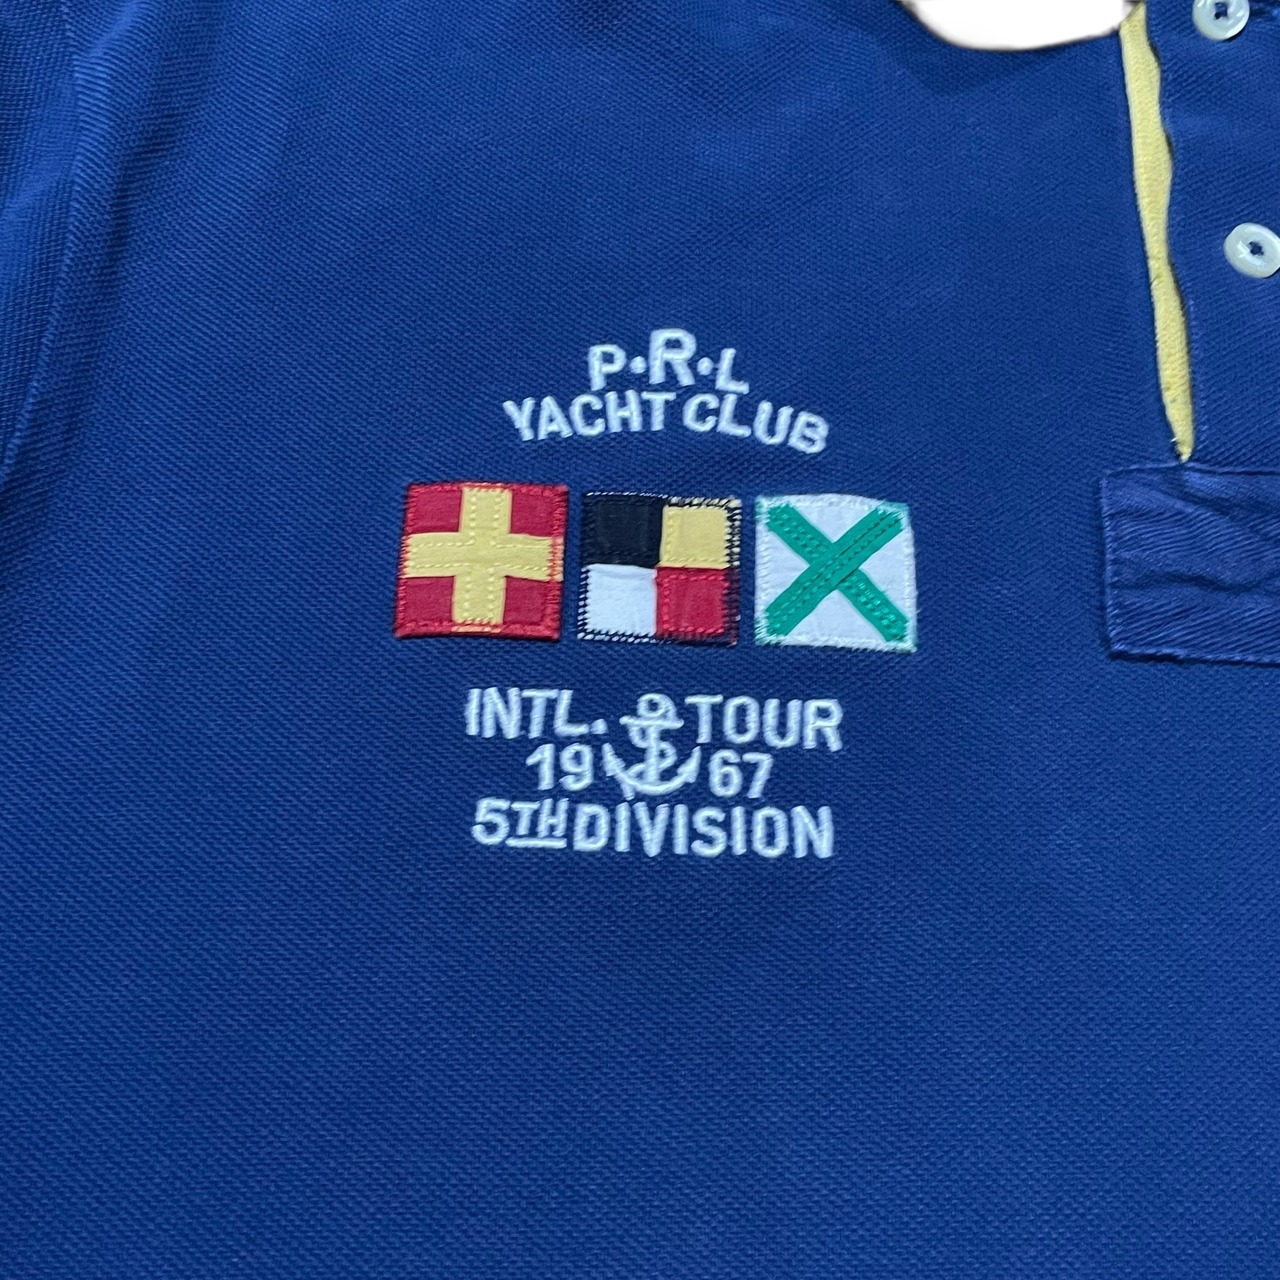 P·R·L
YACHT CLUB
INTL. TOUR
19 67
5TH DIVISION